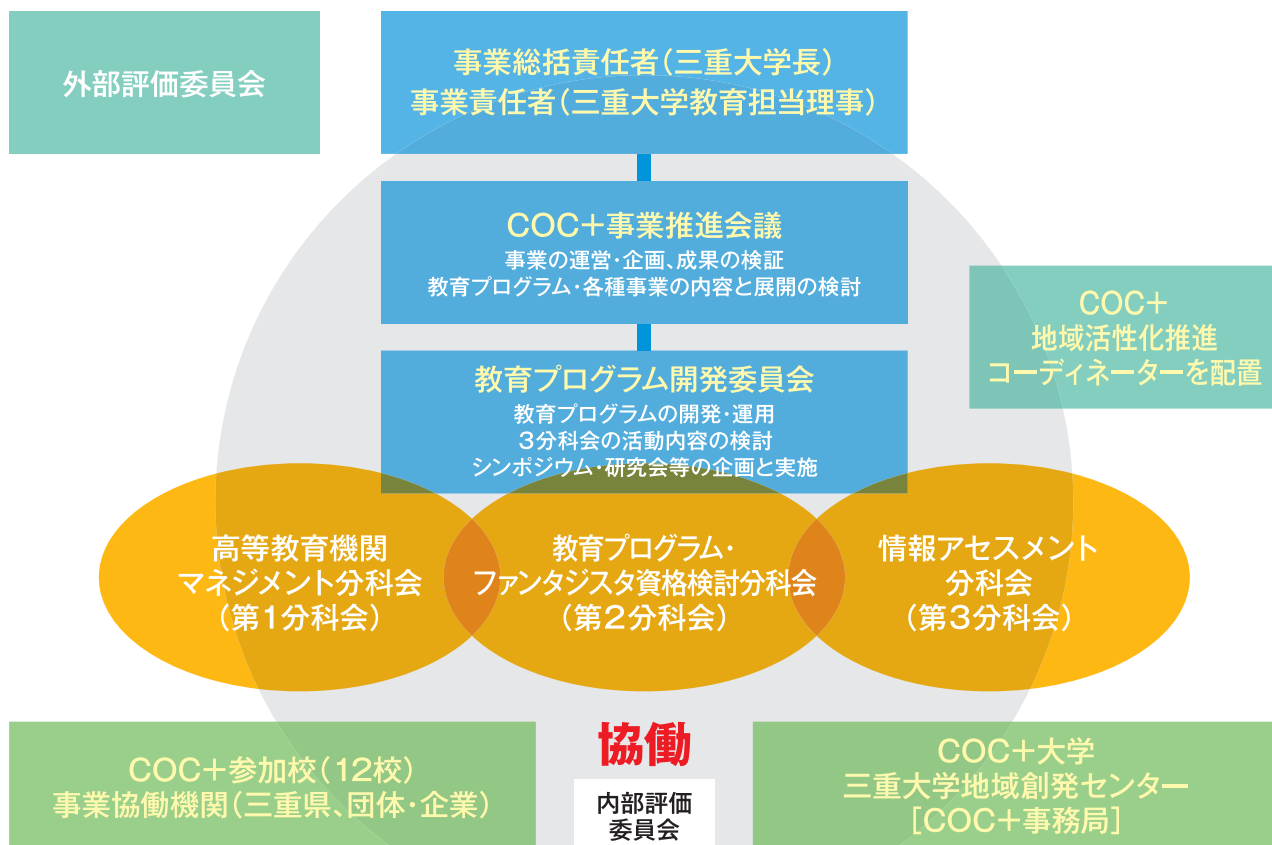 外部評価委員会
事業総括責任者（三重大学長）
事業責任者（三重大学教育担当理事）
COC＋事業推進会議
事業の運営・企画、成果の検証
教育プログラム・各種事業の内容と展開の検討
COC＋
地域活性化推進
コーディネーターを配置
教育プログラム開発委員会
教育プログラムの開発・運用
3分科会の活動内容の検討
シンポジウム・研究会等の企画と実施
高等教育機関
マネジメント分科会
（第1分科会）
教育プログラム・
ファンタジスタ資格検討分科会
（第2分科会）
情報アセスメント
分科会
（第3分科会）
協働
COC＋参加校（12校）
事業協働機関（三重県、団体・企業）
内部評価
委員会
COC＋大学
三重大学地域創発センター
［COC＋事務局］